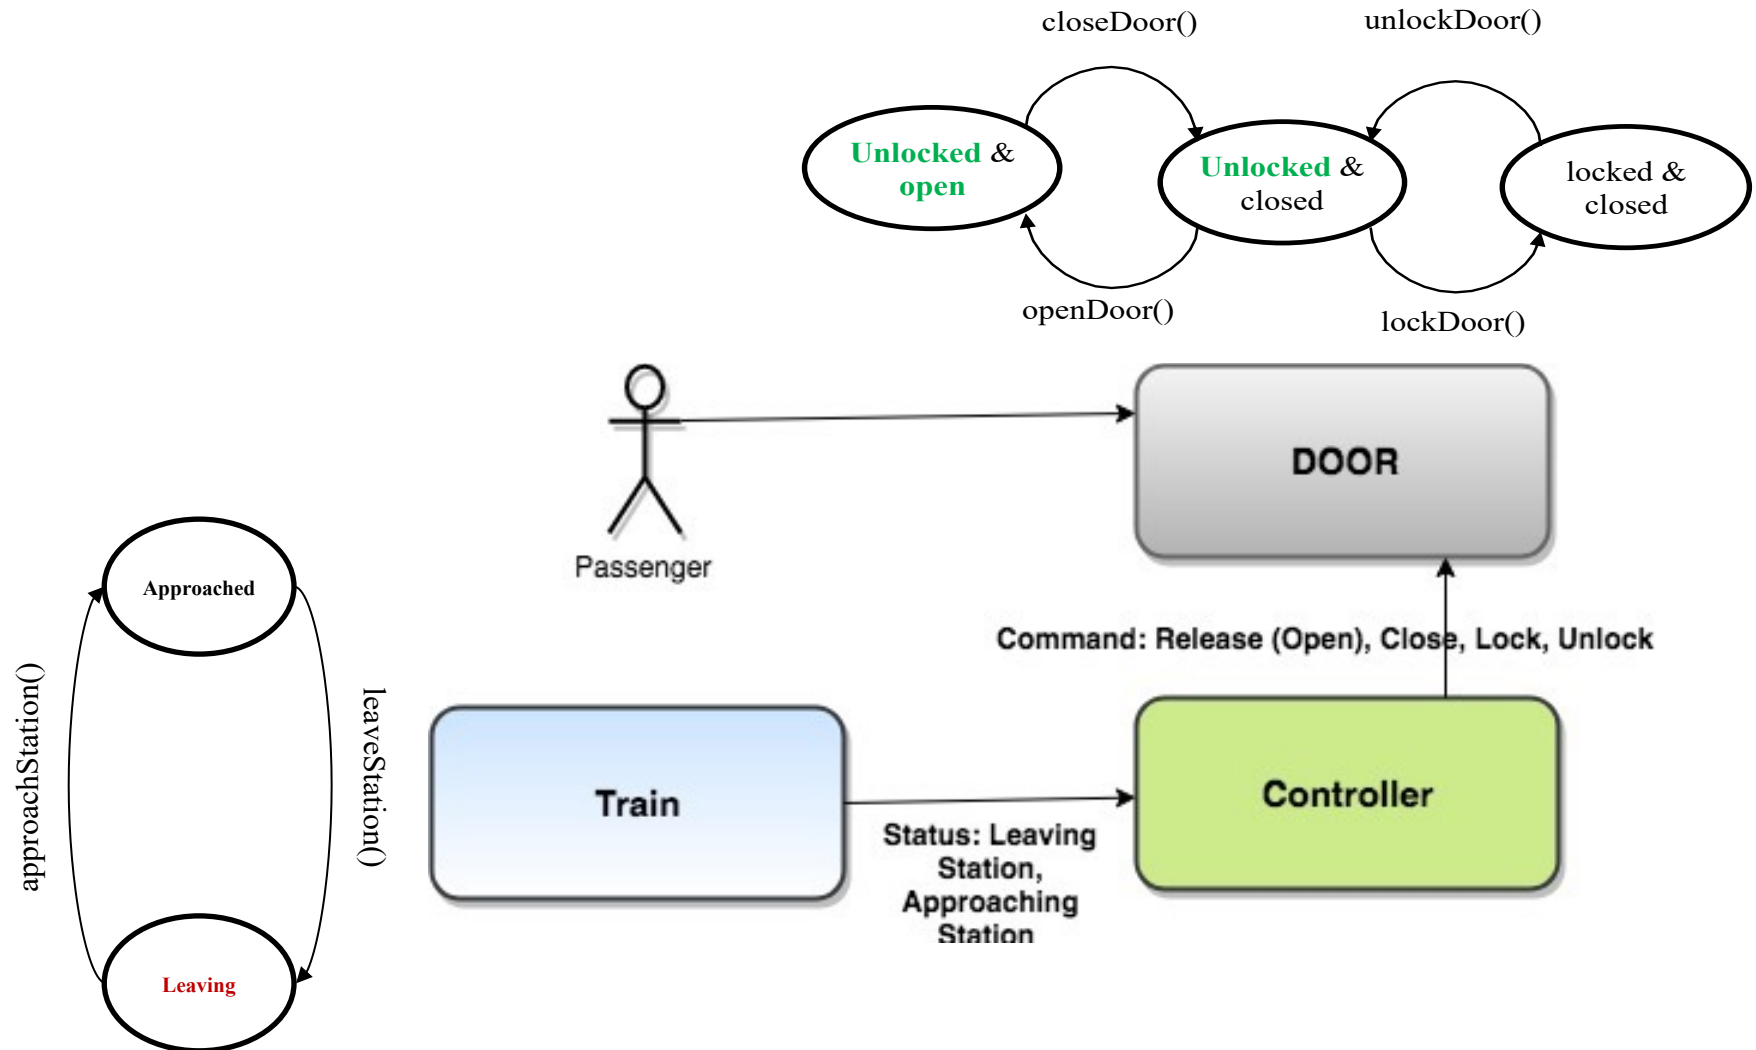 closeDoor()
unlockDoor()
Unlocked &
open
Unlocked &
closed
locked &
closed
openDoor()
lockDoor()
DOOR
Passenger
Approached
Command: Release (Open), Close, Lock, Unlock
approachStation()
leaveStation()
Train
Controller
Status: Leaving
Station,
Approaching
Station
Leaving